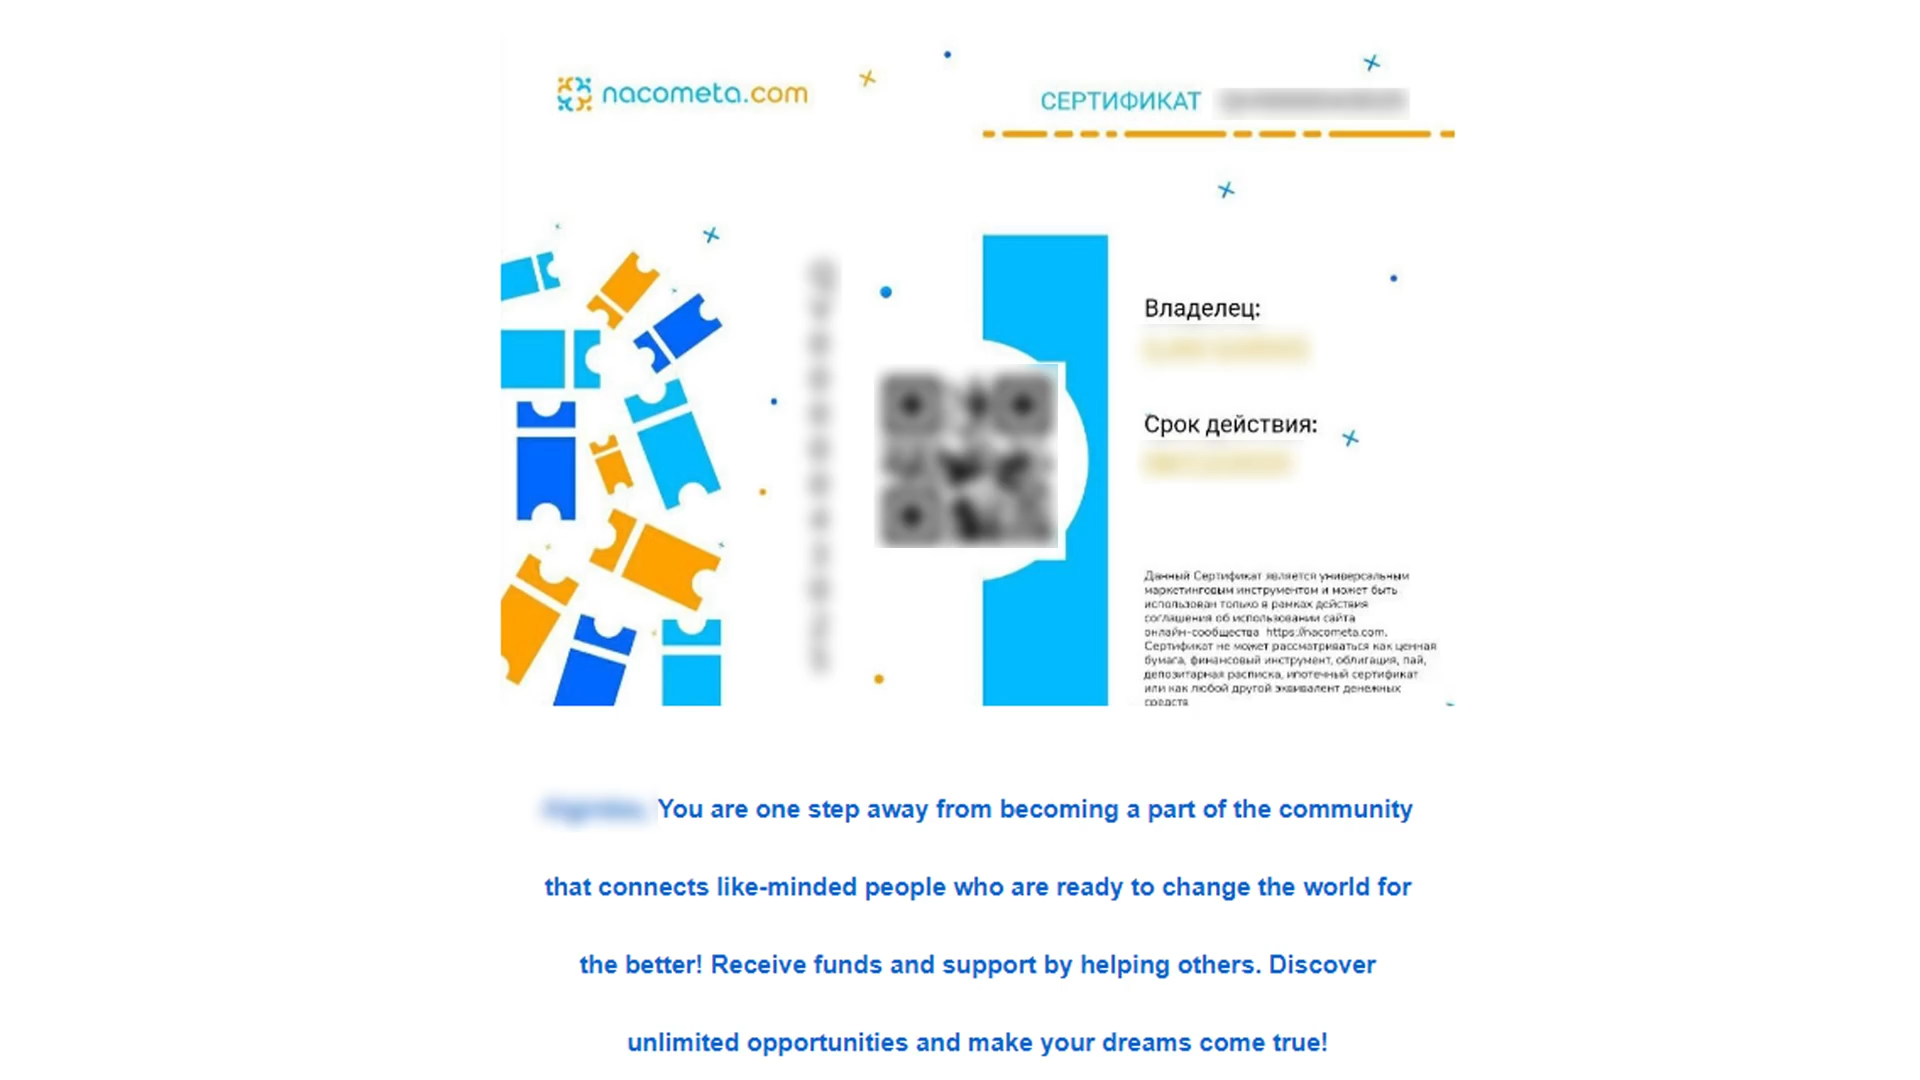 nacometa.com
СЕРТИФИКАТ
Владелец:
Срок действия:
Данный Сертификат является универсальным
маркетинговым инструментом и может быть
использован только в рамках действия
соглашения об использовании сайта
онлайн-сообщества https://nacometa.com.
Сертификат не может рассматриваться как ценная
бумага, финансовый инструмент, облигация, пай,
депозитарная расписка, ипотечный сертификат
или как любой другой эквивалент денежных
средств
You are one step away from becoming a part of the community
that connects like-minded people who are ready to change the world for
the better! Receive funds and support by helping others. Discover
unlimited opportunities and make your dreams come true!